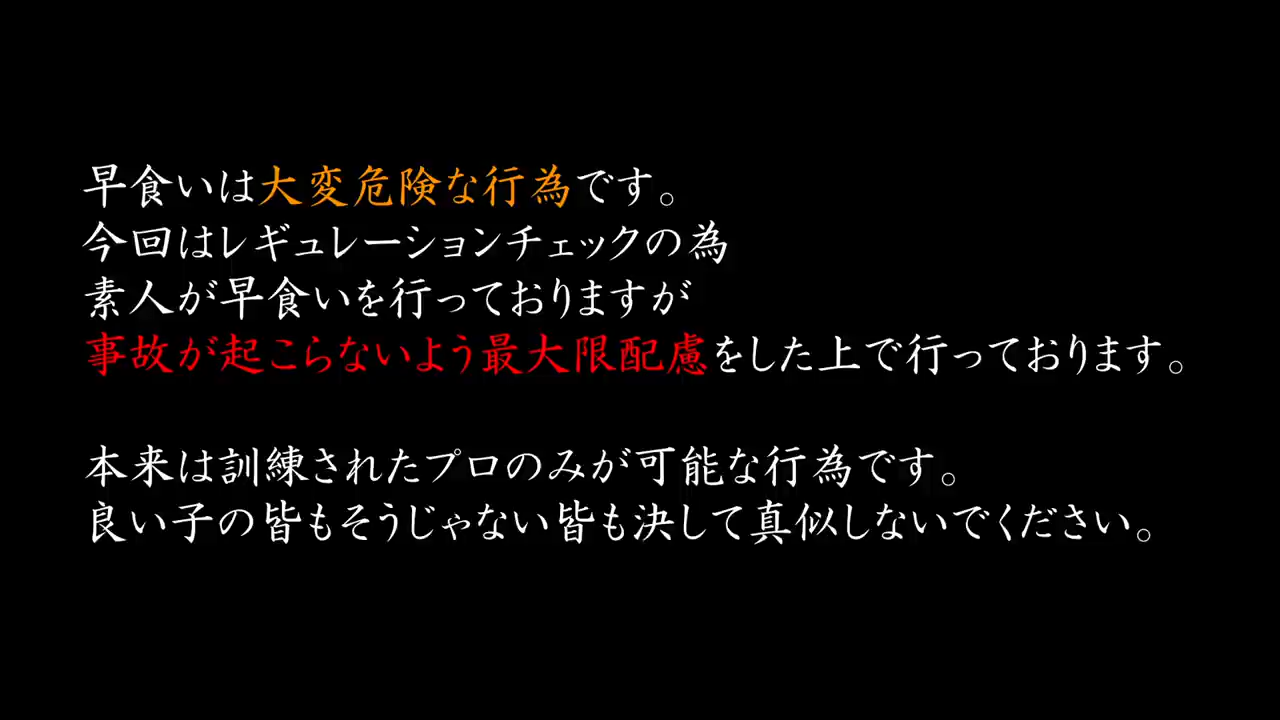 早食いは大変危険な行為です。
今回はレギュレーションチェックの為
素人が早食いを行っておりますが
事故が起こらないよう最大限配慮をした上で行っております。
本来は訓練されたプロのみが可能な行為です。
良い子の皆もそうじゃない皆も決して真似しないでください。